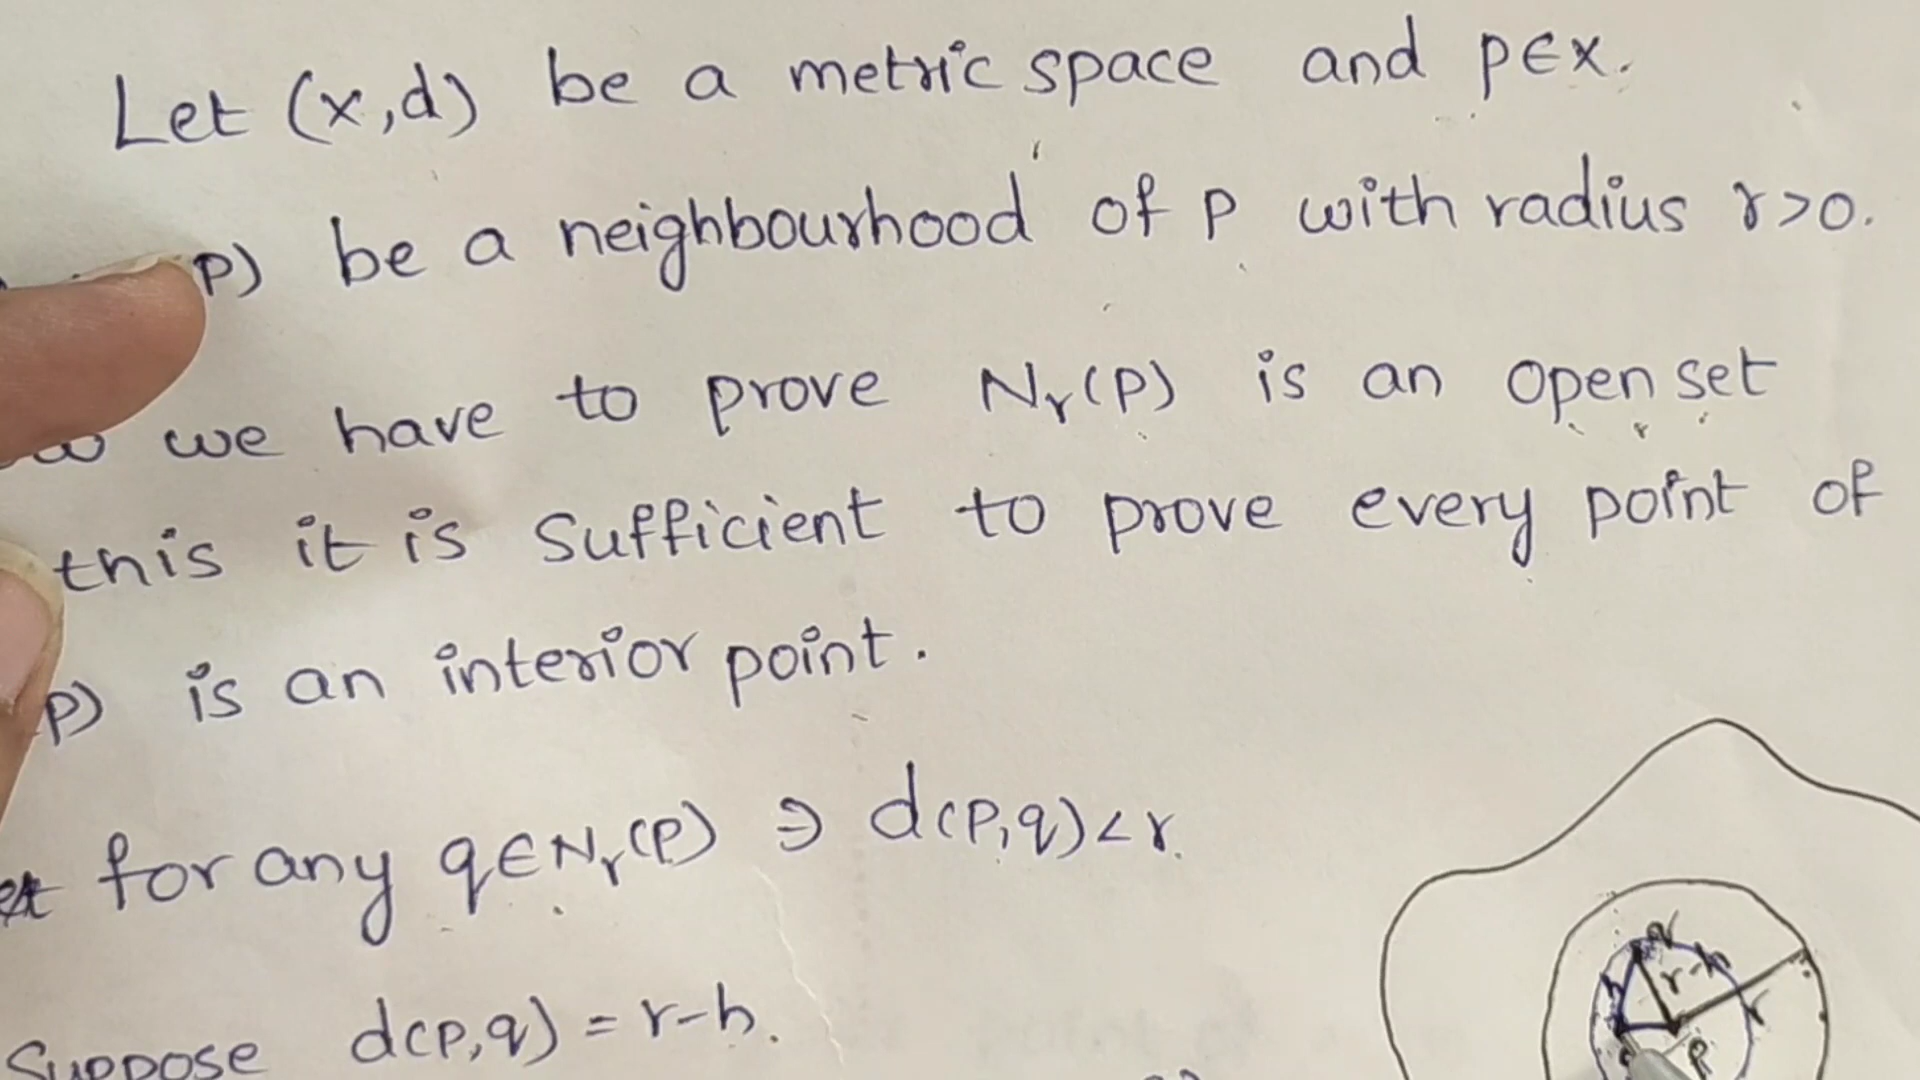 Let (x,d) be a metric space and p∈x.
p) be a neighbourhood of P with radius r>0.
we have to prove Nr(P) is an open set
this it is sufficient to prove every point of
P) is an interior point.
for any q∈Nr(P) ⇒ d(P,q)<r.
Suppose d(p,q) = r-h.
q
h r-h
r
P